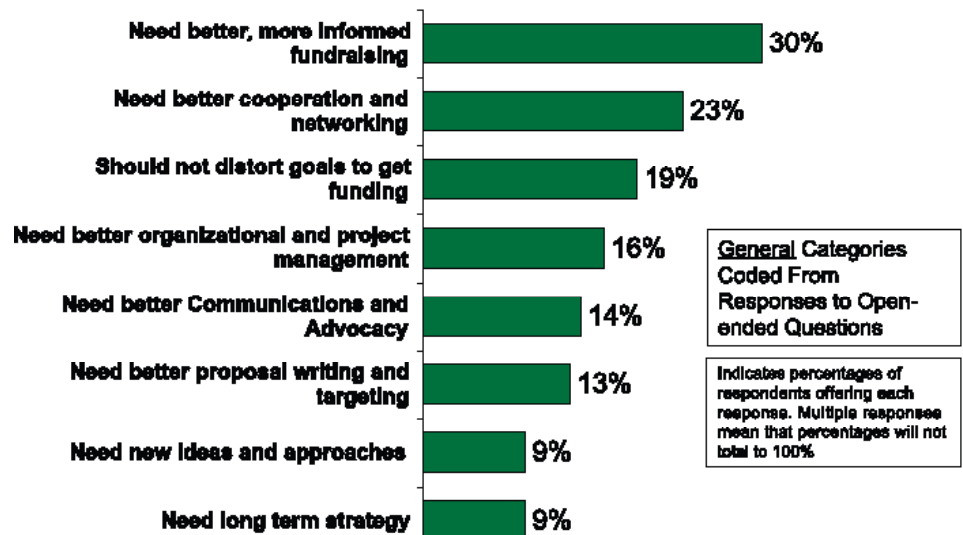 Need better, more informed
fundraising
30%
Need better cooperation and
networking
23%
Should not distort goals to get
funding
19%
Need better organizational and project
management
16%
Need better Communications and
Advocacy
14%
Need better proposal writing and
targeting
13%
Need new ideas and approaches
9%
Need long term strategy
9%
General Categories
Coded From
Responses to Open-
ended Questions
Indicates percentages of
respondents offering each
response. Multiple responses
mean that percentages will not
total to 100%